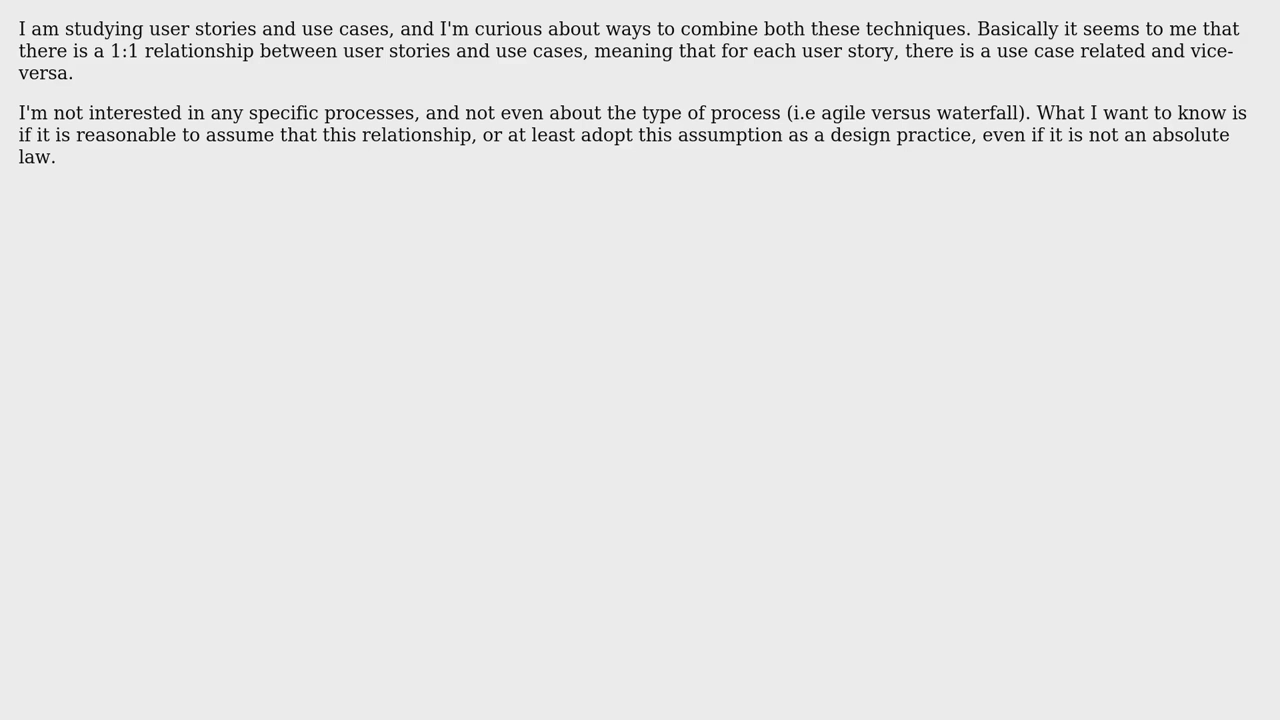 I am studying user stories and use cases, and I'm curious about ways to combine both these techniques. Basically it seems to me that
there is a 1:1 relationship between user stories and use cases, meaning that for each user story, there is a use case related and vice-
versa.
I'm not interested in any specific processes, and not even about the type of process (i.e agile versus waterfall). What I want to know is
if it is reasonable to assume that this relationship, or at least adopt this assumption as a design practice, even if it is not an absolute
law.